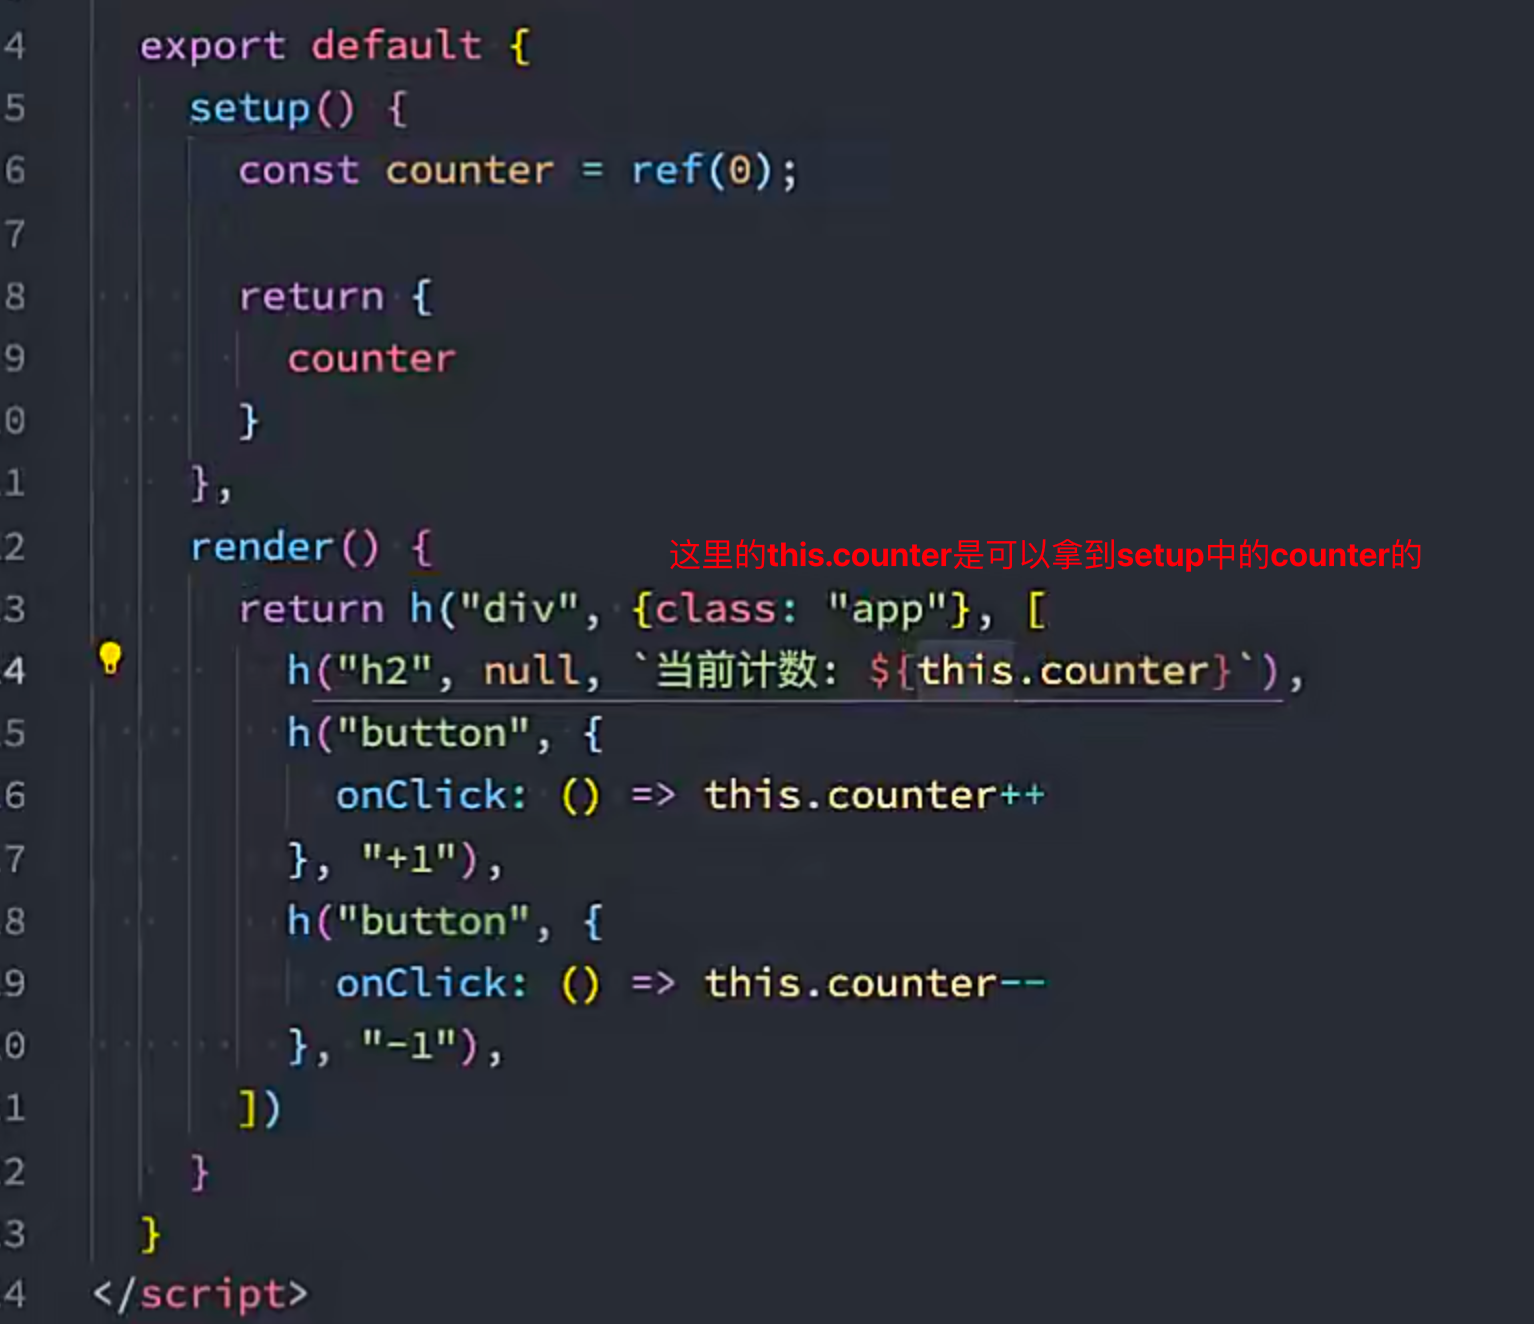 4 export default {
5 setup() {
6 const counter = ref(0);
7
8 return {
9 counter
0 }
1 },
2 render() { 这里的this.counter是可以拿到setup中的counter的
3 return h("div", {class: "app"}, [
4 h("h2", null, `当前计数: ${this.counter}`),
5 h("button", {
6 onClick: () => this.counter++
7 }, "+1"),
8 h("button", {
9 onClick: () => this.counter--
0 }, "-1"),
1 ])
2 }
3 }
4 </script>